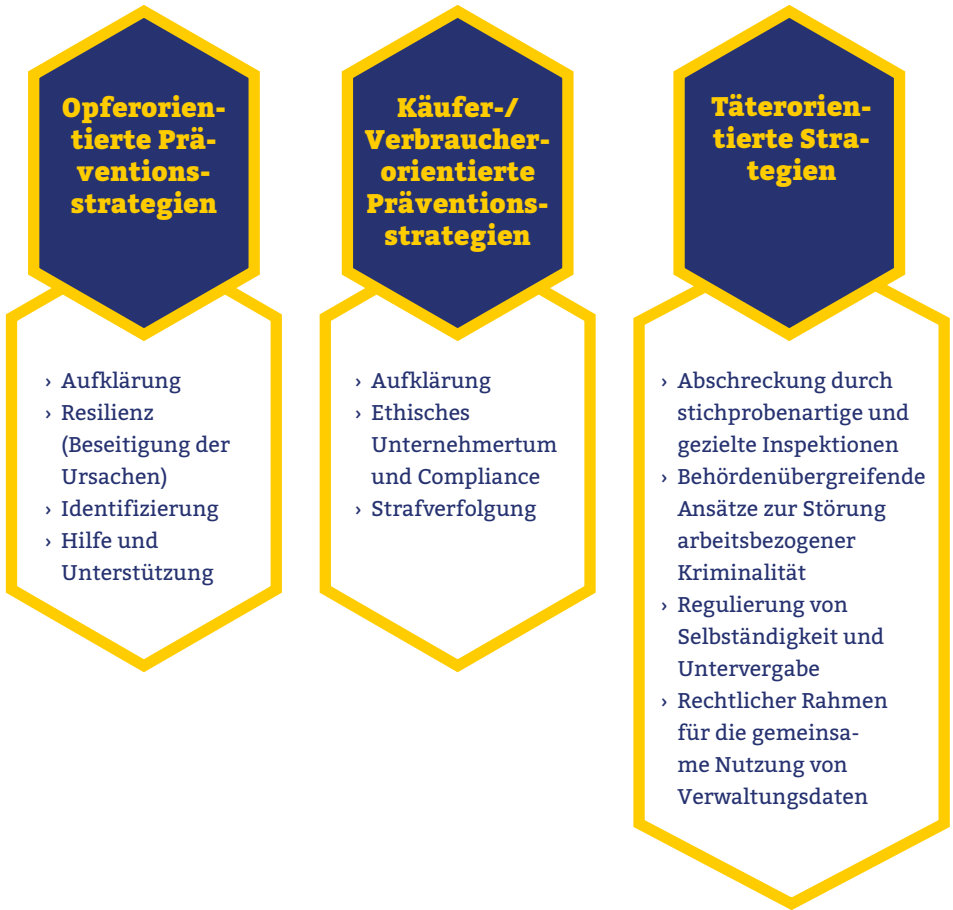 Opferorien-
tierte Prä-
ventions-
strategien
› Aufklärung
› Resilienz
(Beseitigung der
Ursachen)
› Identifizierung
› Hilfe und
Unterstützung
Käufer-/
Verbraucher-
orientierte
Präventions-
strategien
› Aufklärung
› Ethisches
Unternehmertum
und Compliance
› Strafverfolgung
Täterorien-
tierte Stra-
tegien
› Abschreckung durch
stichprobenartige und
gezielte Inspektionen
› Behördenübergreifende
Ansätze zur Störung
arbeitsbezogener
Kriminalität
› Regulierung von
Selbständigkeit und
Untervergabe
› Rechtlicher Rahmen
für die gemeinsa-
me Nutzung von
Verwaltungsdaten